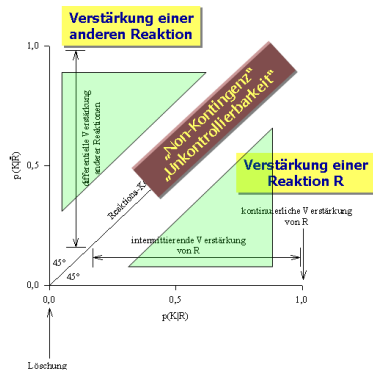 Verstärkung einer
anderen Reaktion
1,0
„Non-Kontingenz“
„Unkontrollierbarkeit“
differentielle Verstärkung
anderer Reaktionen
p(K|R̄)
0,5
Verstärkung einer
Reaktion R
kontinuierliche Verstärkung
von R
intermittierende Verstärkung
von R
45°
45°
0,0
0,0
0,5
1,0
p(K|R)
Löschung